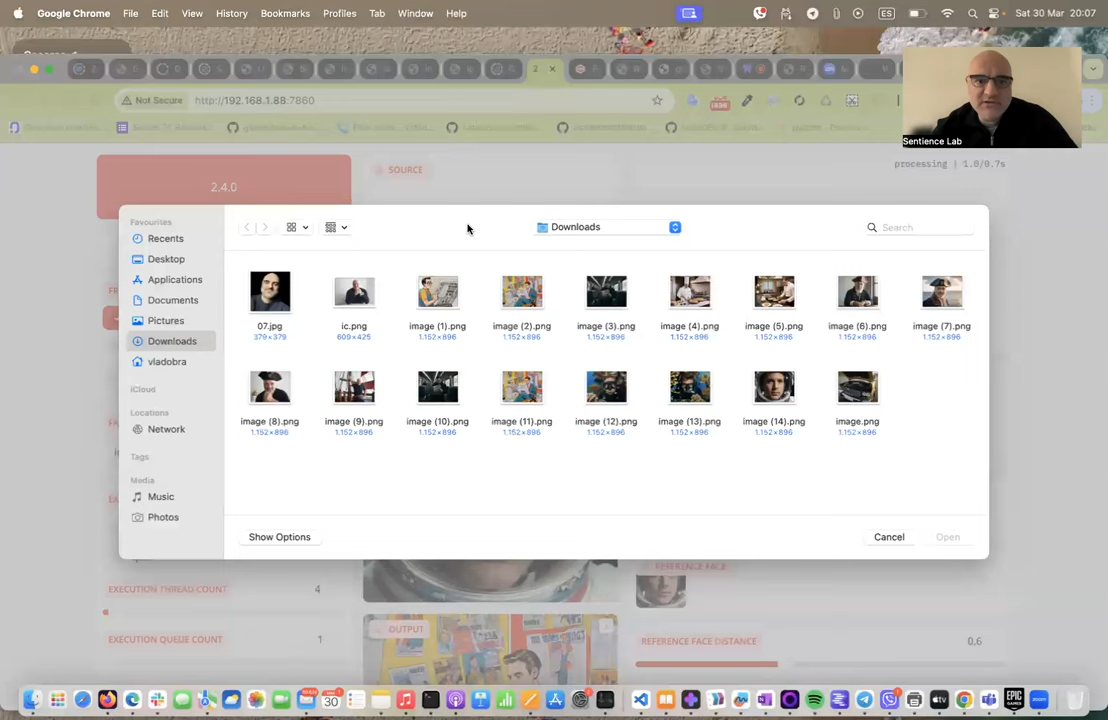 Google Chrome File Edit View History Bookmarks Profiles Tab Window Help ES Sat 30 Mar 20:07
2
Not Secure http://192.168.1.88:7860
Sentience Lab
2.4.0
SOURCE
processing | 1.0/0.7s
Favourites
Recents
Desktop
Applications
Documents
Pictures
Downloads
vladobra
iCloud
Locations
Network
Tags
Media
Music
Photos
Downloads
Search
07.jpg ic.png image (1).png image (2).png image (3).png image (4).png image (5).png image (6).png image (7).png
379×379 609×425 1.152×896 1.152×896 1.152×896 1.152×896 1.152×896 1.152×896 1.152×896
image (8).png image (9).png image (10).png image (11).png image (12).png image (13).png image (14).png image.png
1.152×896 1.152×896 1.152×896 1.152×896 1.152×896 1.152×896 1.152×896 1.152×896
Show Options Cancel Open
REFERENCE FACE
EXECUTION THREAD COUNT 4
OUTPUT
EXECUTION QUEUE COUNT 1
REFERENCE FACE DISTANCE 0,6